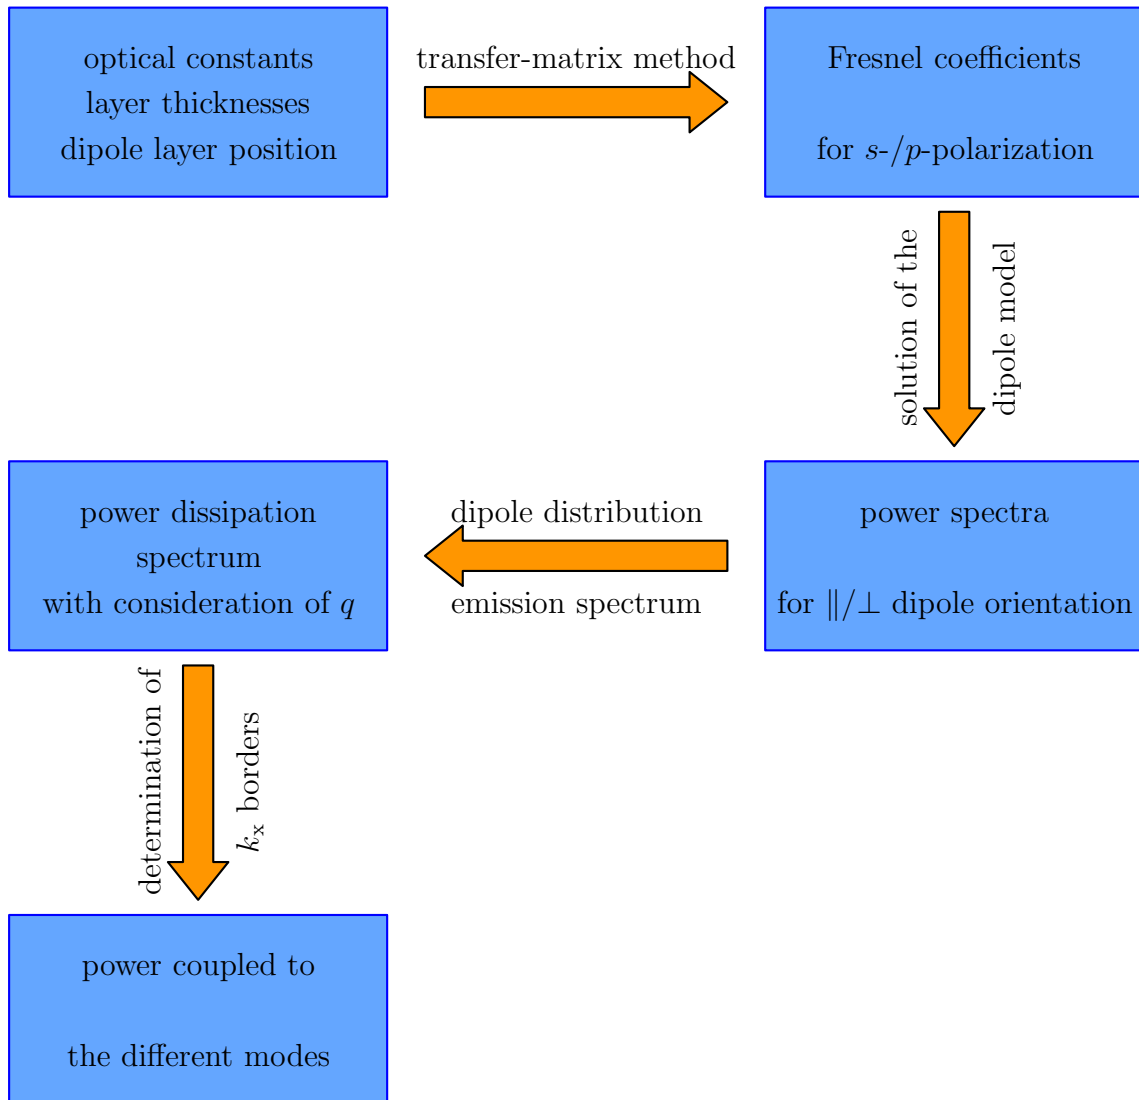 optical constants
layer thicknesses
dipole layer position
transfer-matrix method
Fresnel coefficients
for s-/p-polarization
solution of the
dipole model
power spectra
for ∥/⊥ dipole orientation
dipole distribution
emission spectrum
power dissipation
spectrum
with consideration of q
determination of
kₓ borders
power coupled to
the different modes